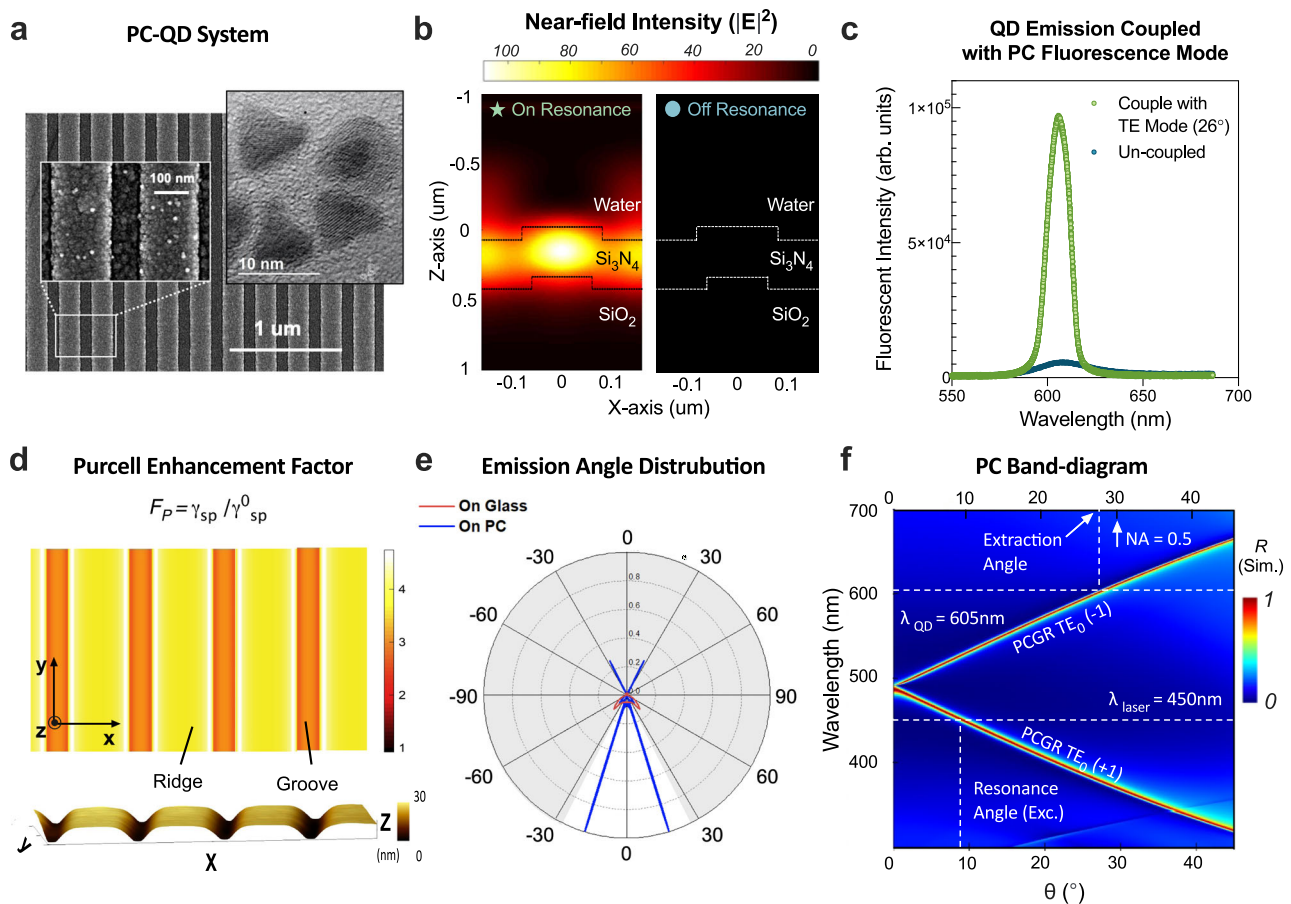 a
PC-QD System
100 nm
10 nm
1 um
b
Near-field Intensity (|E|²)
100 80 60 40 20 0
On Resonance
Off Resonance
-1
-0.5
0
0.5
1
Z-axis (um)
Water
Si₃N₄
SiO₂
Water
Si₃N₄
SiO₂
-0.1 0 0.1
-0.1 0 0.1
X-axis (um)
c
QD Emission Coupled
with PC Fluorescence Mode
Couple with
TE Mode (26°)
Un-coupled
1×10⁵
5×10⁴
0
Fluorescent Intensity (arb. units)
550 600 650 700
Wavelength (nm)
d
Purcell Enhancement Factor
F_P = γ_sp / γ⁰_sp
4
3
2
1
y
z
x
Ridge
Groove
y
X
Z
(nm)
30
0
e
Emission Angle Distrubution
On Glass
On PC
0
-30 30
-60 60
-90 90
-60 60
-30 30
0
0.8
0.6
0.4
0.2
0.0
f
PC Band-diagram
0 10 20 30 40
700
600
500
400
Wavelength (nm)
Extraction
Angle
NA = 0.5
λ_QD = 605nm
PCGR TE₀ (-1)
λ_laser = 450nm
PCGR TE₀ (+1)
Resonance
Angle (Exc.)
0 10 20 30 40
θ (°)
R
(Sim.)
1
0